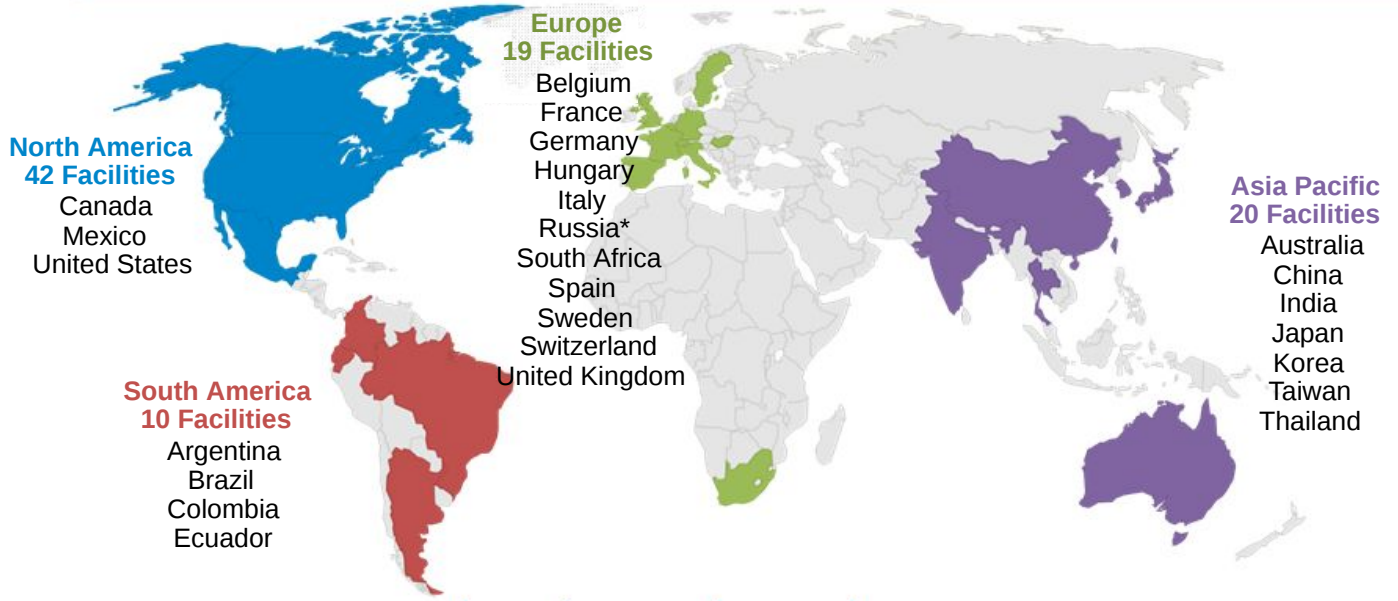 North America
42 Facilities
Canada
Mexico
United States
South America
10 Facilities
Argentina
Brazil
Colombia
Ecuador
Europe
19 Facilities
Belgium
France
Germany
Hungary
Italy
Russia*
South Africa
Spain
Sweden
Switzerland
United Kingdom
Asia Pacific
20 Facilities
Australia
China
India
Japan
Korea
Taiwan
Thailand